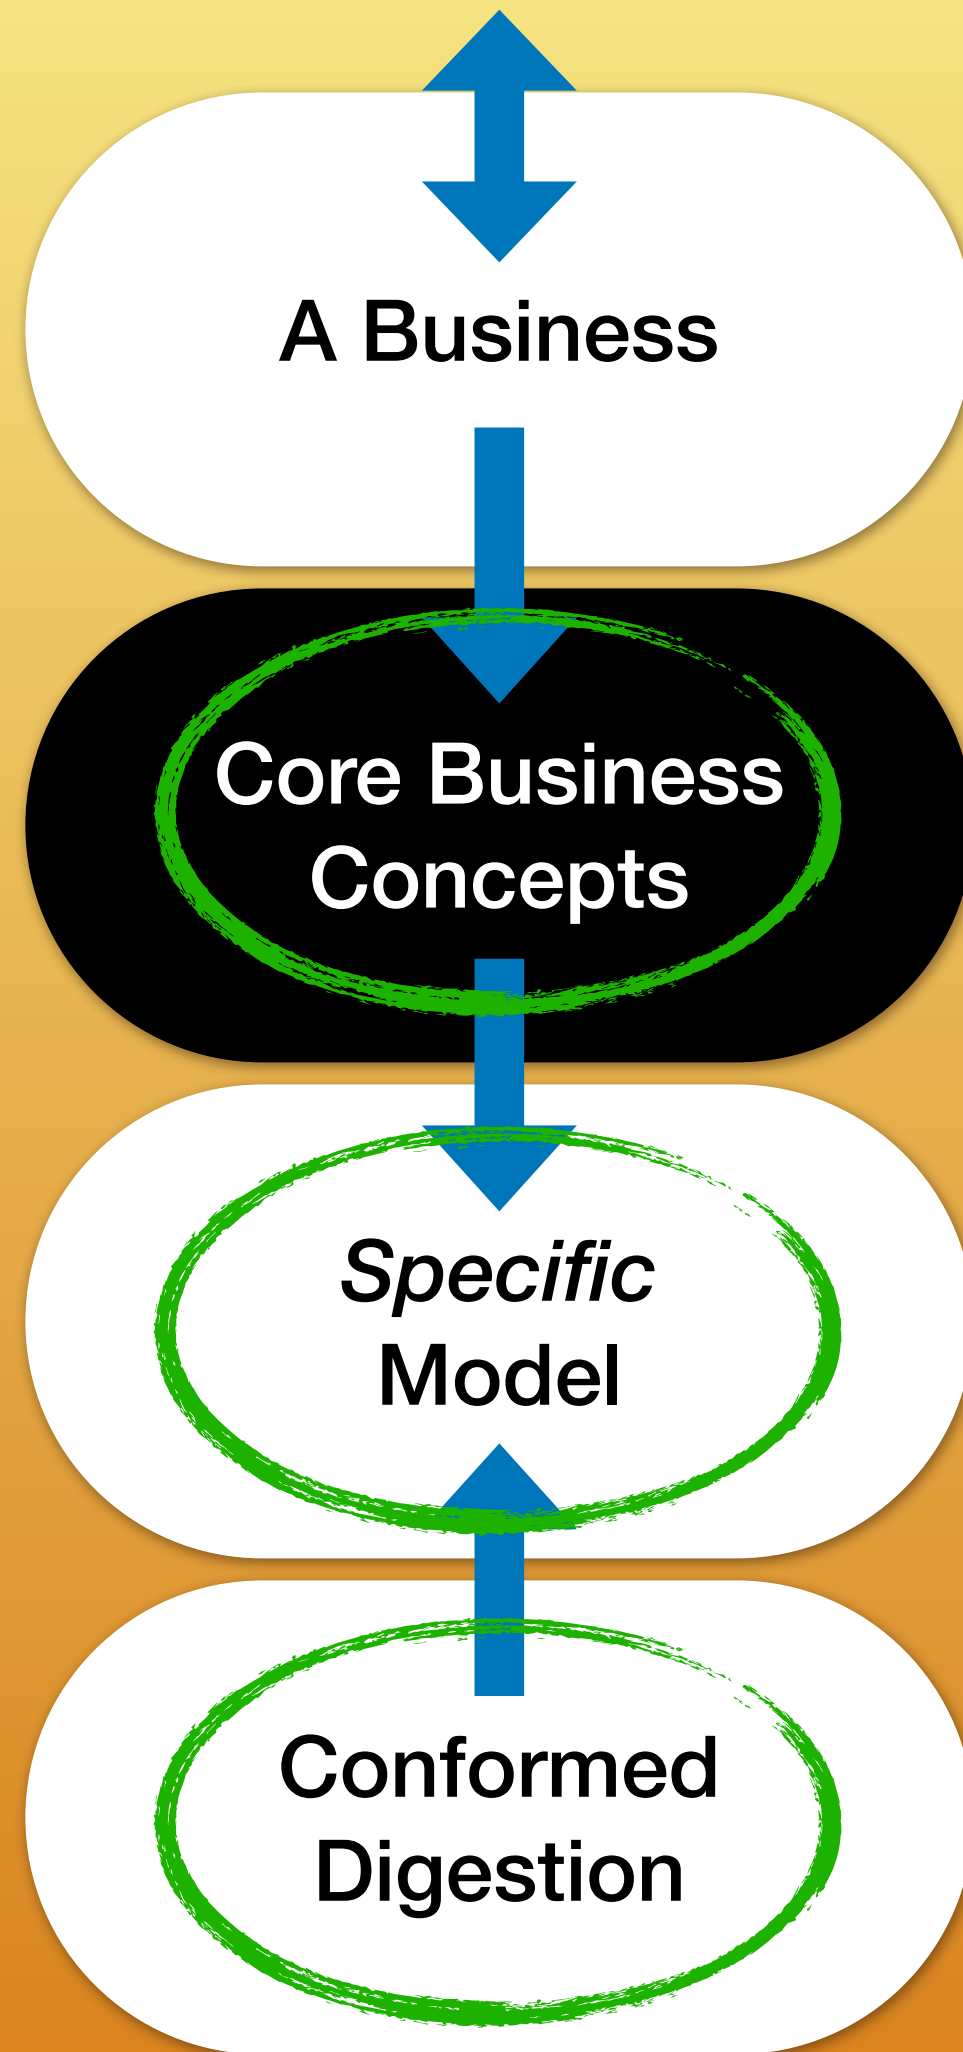 A Business
Core Business
Concepts
Specific
Model
Conformed
Digestion